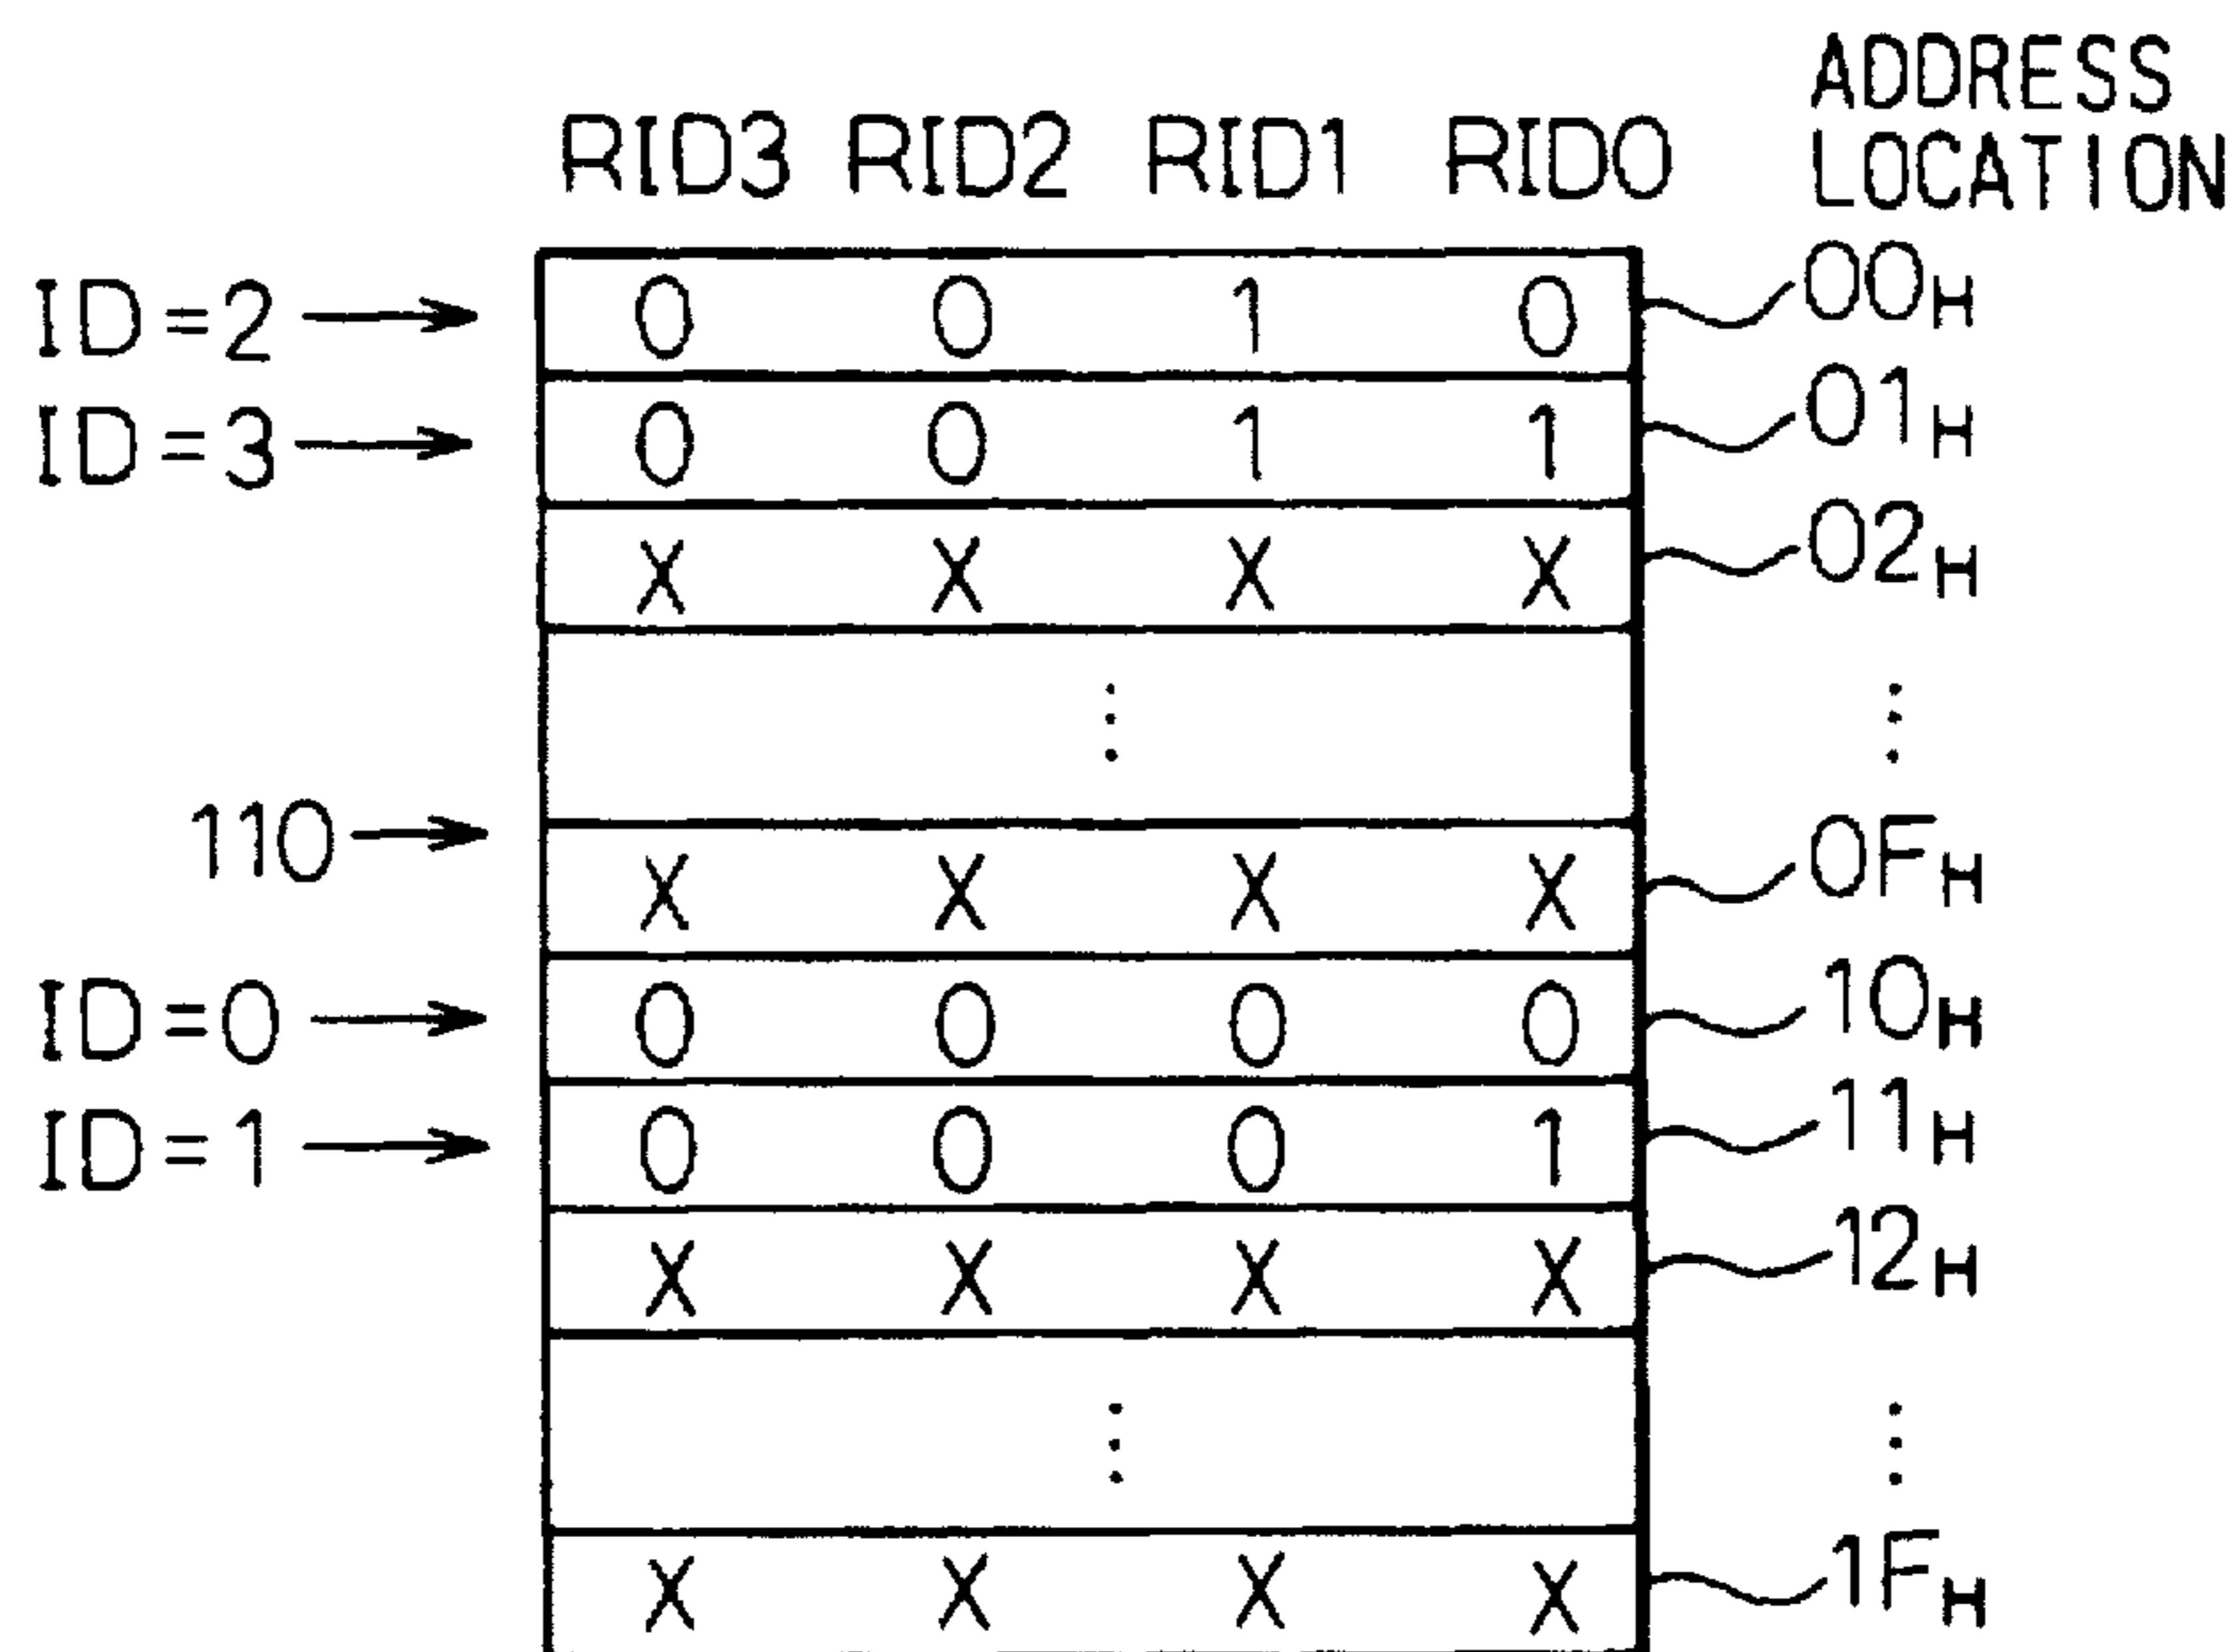 ADDRESS
RID3 RID2 RID1 RID0 LOCATION
ID=2 0 0 1 0 00H
ID=3 0 0 1 1 01H
X X X X 02H
⋮ ⋮
110
X X X X 0FH
ID=0 0 0 0 0 10H
ID=1 0 0 0 1 11H
X X X X 12H
⋮ ⋮
X X X X 1FH